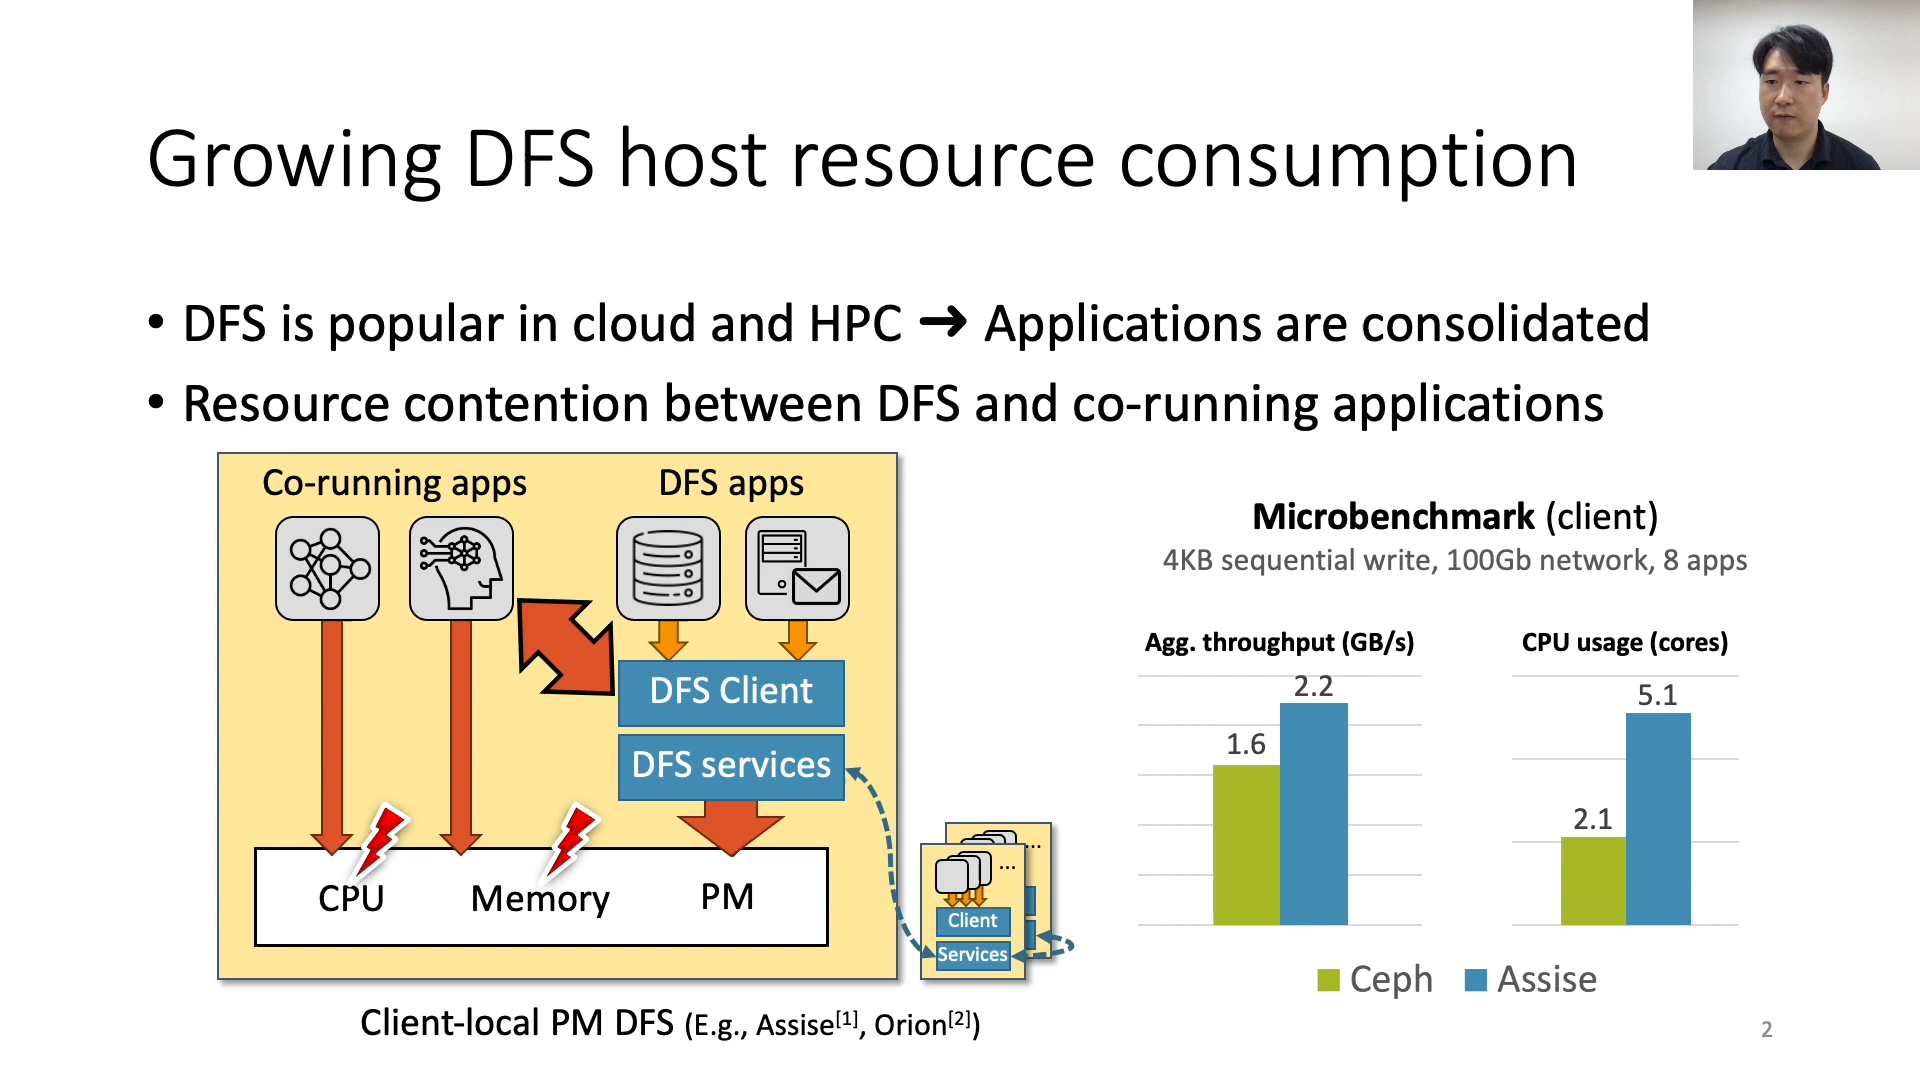 Growing DFS host resource consumption
• DFS is popular in cloud and HPC ➜ Applications are consolidated
• Resource contention between DFS and co-running applications
Co-running apps
DFS apps
DFS Client
DFS services
CPU
Memory
PM
...
...
Client
Services
Client-local PM DFS (E.g., Assise[1], Orion[2])
Microbenchmark (client)
4KB sequential write, 100Gb network, 8 apps
Agg. throughput (GB/s)
1.6
2.2
CPU usage (cores)
2.1
5.1
Ceph
Assise
2